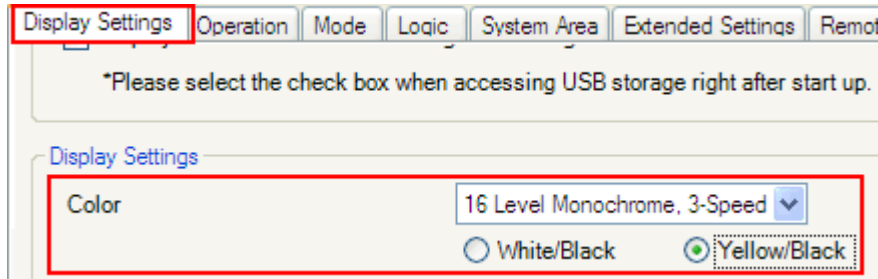 Display Settings Operation Mode Logic System Area Extended Settings Remot
*Please select the check box when accessing USB storage right after start up.
Display Settings
Color 16 Level Monochrome, 3-Speed
White/Black Yellow/Black